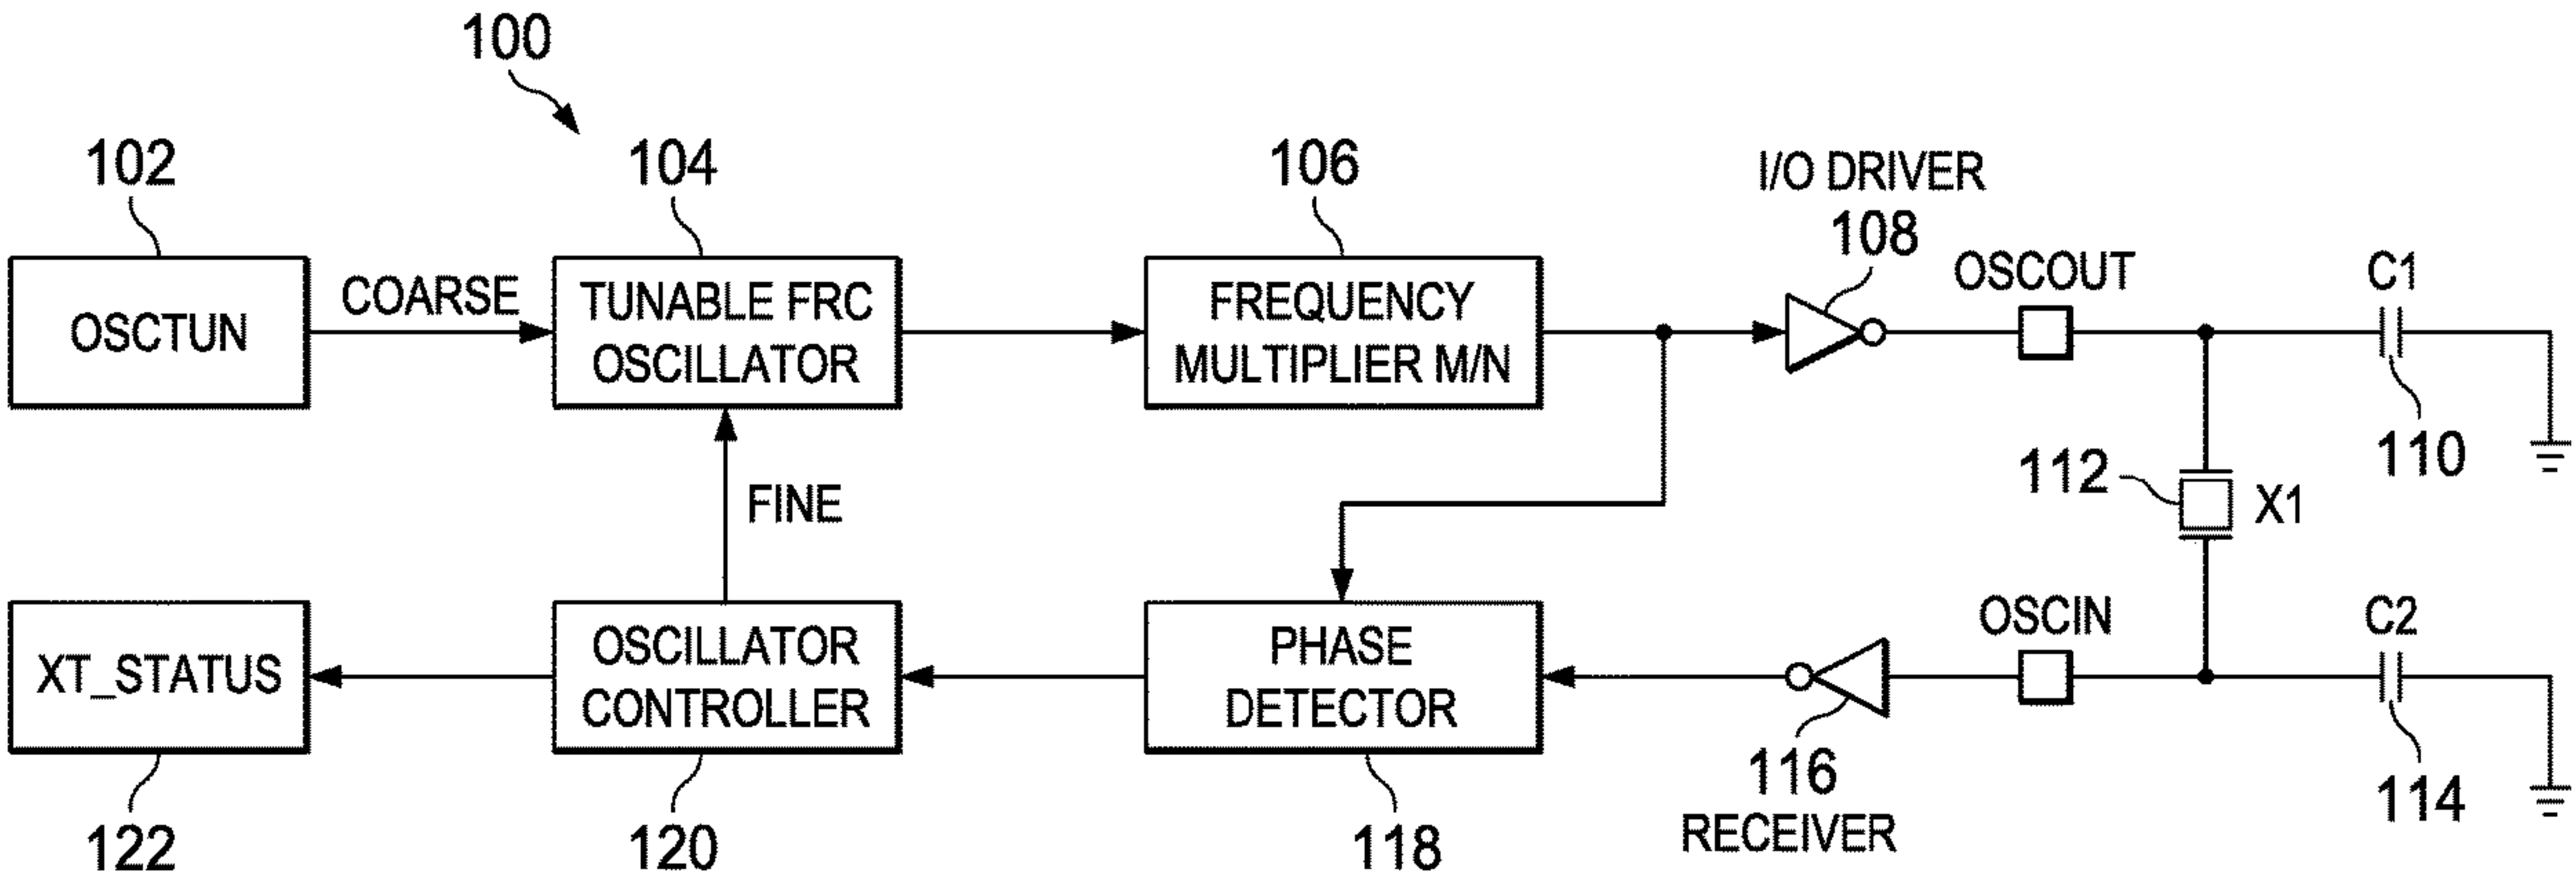 100
102
104
106
I/O DRIVER
108
OSCTUN
COARSE
TUNABLE FRC
OSCILLATOR
FREQUENCY
MULTIPLIER M/N
OSCOUT
C1
110
112
X1
FINE
XT_STATUS
OSCILLATOR
CONTROLLER
PHASE
DETECTOR
OSCIN
C2
114
116
RECEIVER
122
120
118